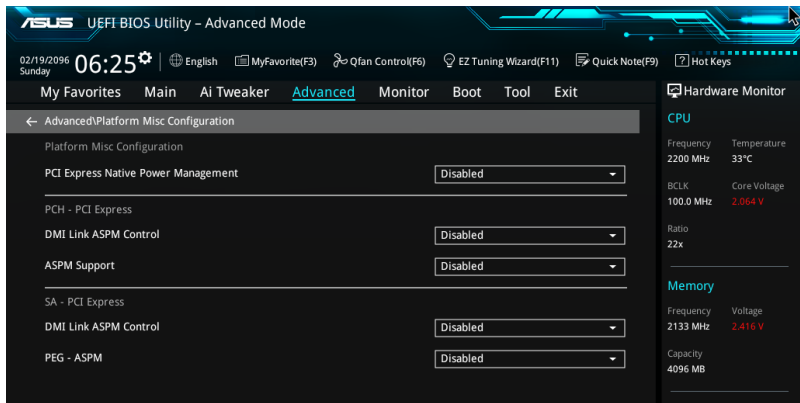 ASUS UEFI BIOS Utility – Advanced Mode
02/19/2096 Sunday 06:25 English MyFavorite(F3) Qfan Control(F6) EZ Tuning Wizard(F11) Quick Note(F9) ? Hot Keys
My Favorites Main Ai Tweaker Advanced Monitor Boot Tool Exit
← Advanced\Platform Misc Configuration
Platform Misc Configuration
PCI Express Native Power Management Disabled
PCH - PCI Express
DMI Link ASPM Control Disabled
ASPM Support Disabled
SA - PCI Express
DMI Link ASPM Control Disabled
PEG - ASPM Disabled
Hardware Monitor
CPU
Frequency Temperature
2200 MHz 33°C
BCLK Core Voltage
100.0 MHz 2.064 V
Ratio
22x
Memory
Frequency Voltage
2133 MHz 2.416 V
Capacity
4096 MB